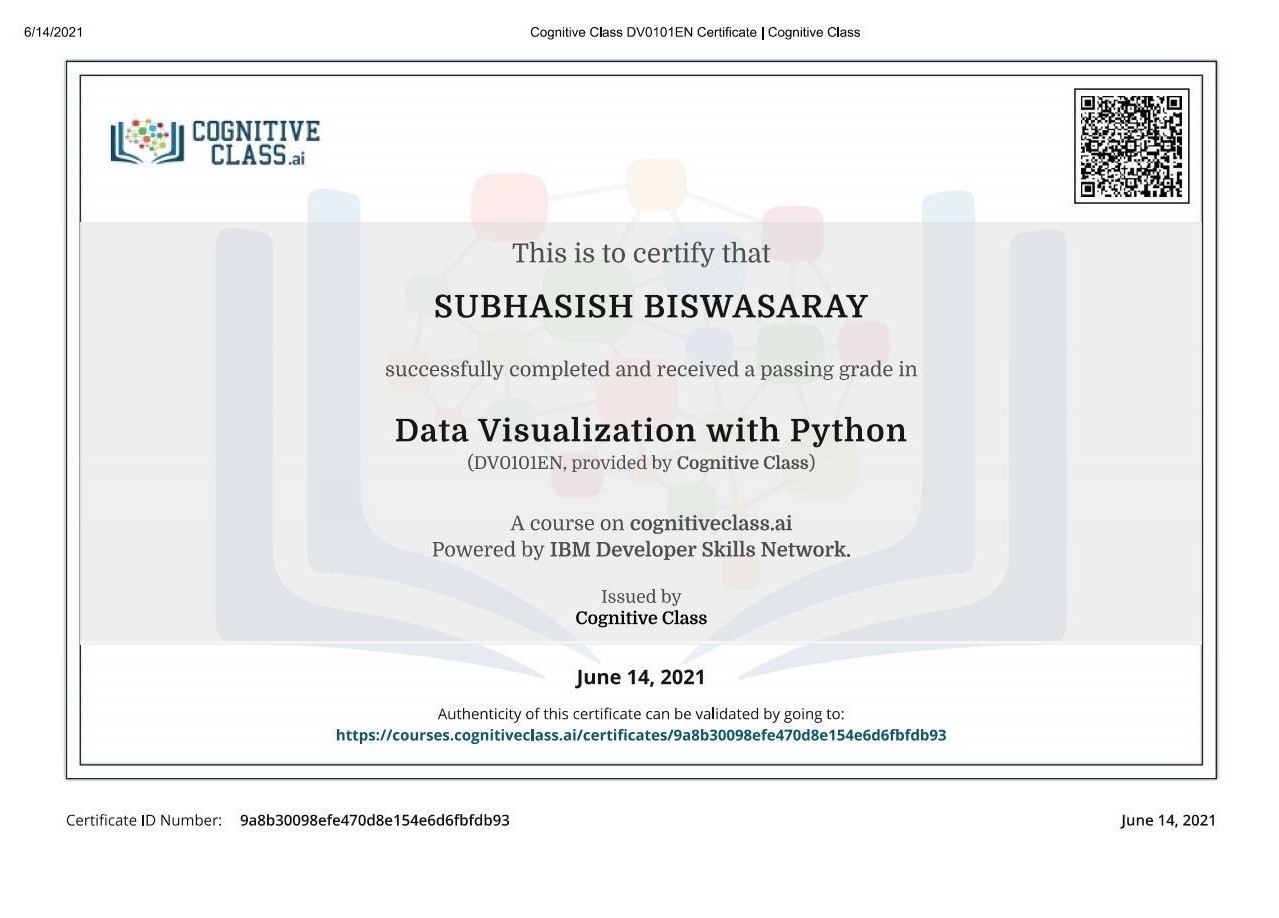 6/14/2021
Cognitive Class DV0101EN Certificate | Cognitive Class
COGNITIVE
CLASS.ai
This is to certify that
SUBHASISH BISWASARAY
successfully completed and received a passing grade in
Data Visualization with Python
(DV0101EN, provided by Cognitive Class)
A course on cognitiveclass.ai
Powered by IBM Developer Skills Network.
Issued by
Cognitive Class
June 14, 2021
Authenticity of this certificate can be validated by going to:
https://courses.cognitiveclass.ai/certificates/9a8b30098efe470d8e154e6d6fbfdb93
Certificate ID Number: 9a8b30098efe470d8e154e6d6fbfdb93
June 14, 2021